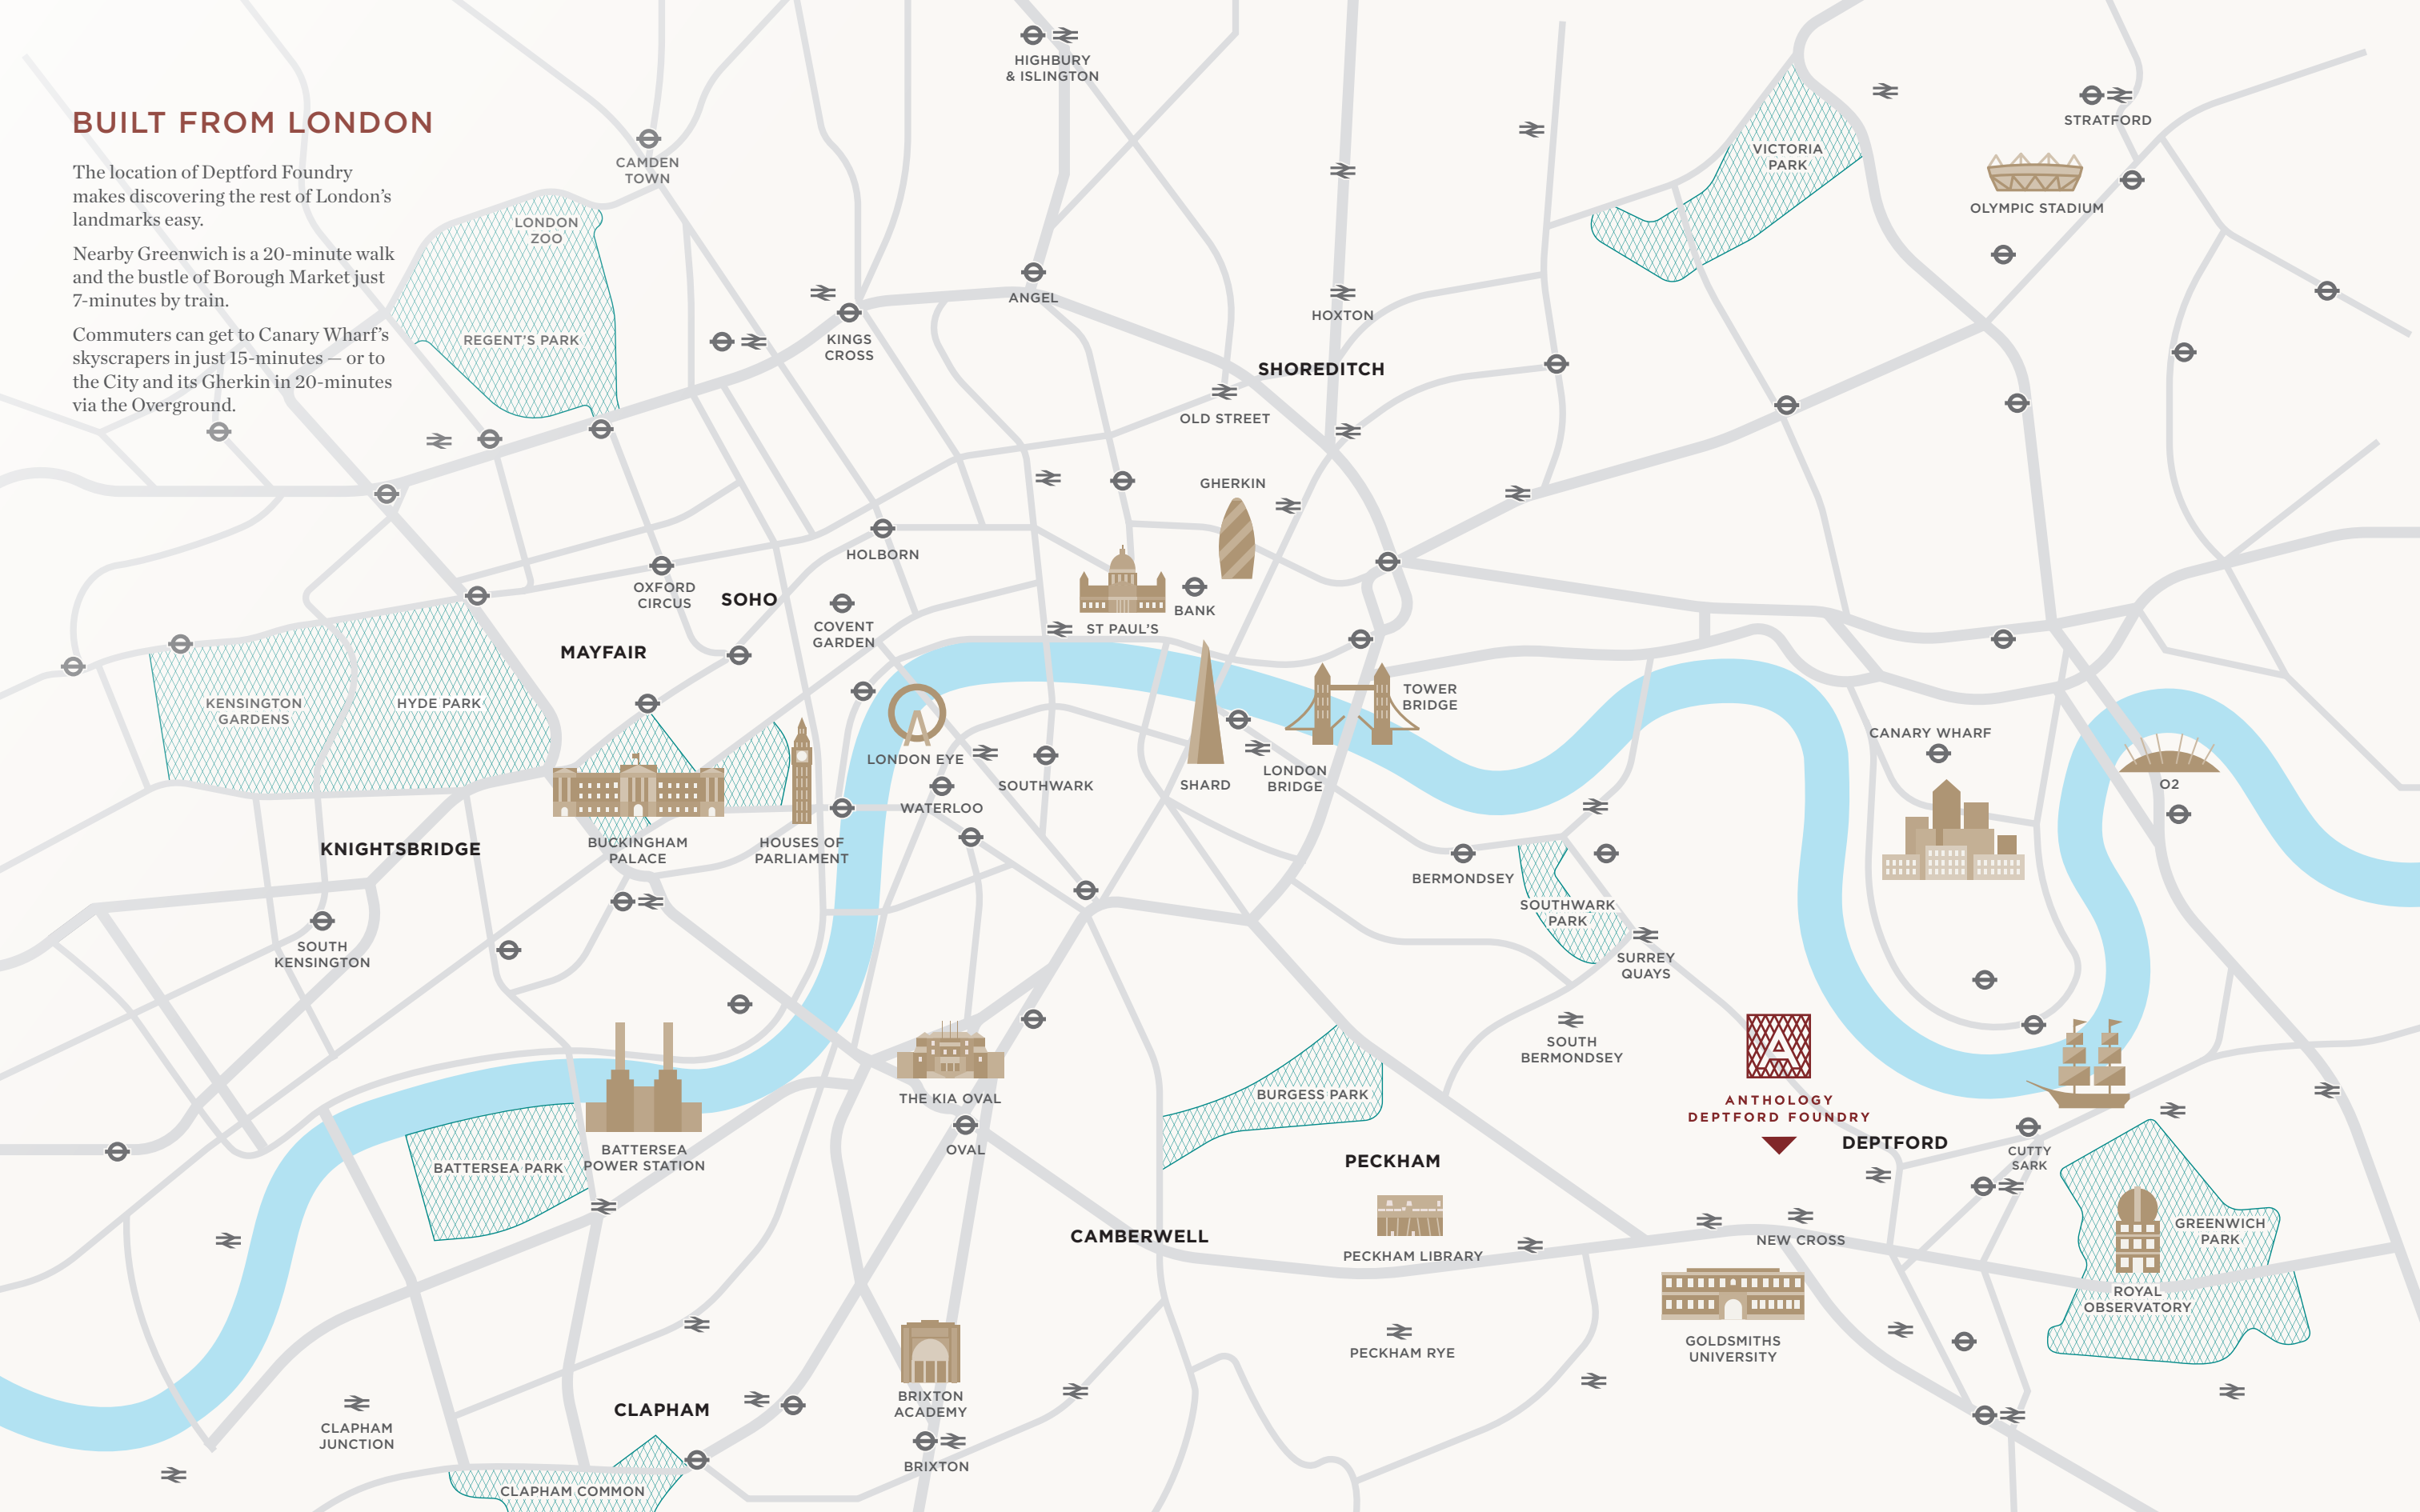 BUILT FROM LONDON
The location of Deptford Foundry
makes discovering the rest of London’s
landmarks easy.
Nearby Greenwich is a 20-minute walk
and the bustle of Borough Market just
7-minutes by train.
Commuters can get to Canary Wharf’s
skyscrapers in just 15-minutes — or to
the City and its Gherkin in 20-minutes
via the Overground.
HIGHBURY
& ISLINGTON
CAMDEN
TOWN
STRATFORD
VICTORIA
PARK
OLYMPIC STADIUM
LONDON
ZOO
REGENT’S PARK
ANGEL
KINGS
CROSS
HOXTON
SHOREDITCH
OLD STREET
GHERKIN
HOLBORN
OXFORD
CIRCUS
SOHO
COVENT
GARDEN
BANK
ST PAUL’S
MAYFAIR
KENSINGTON
GARDENS
HYDE PARK
TOWER
BRIDGE
CANARY WHARF
LONDON EYE
SOUTHWARK
SHARD
LONDON
BRIDGE
O2
WATERLOO
KNIGHTSBRIDGE
BUCKINGHAM
PALACE
HOUSES OF
PARLIAMENT
BERMONDSEY
SOUTHWARK
PARK
SOUTH
KENSINGTON
SURREY
QUAYS
SOUTH
BERMONDSEY
THE KIA OVAL
BURGESS PARK
A
ANTHOLOGY
DEPTFORD FOUNDRY
DEPTFORD
BATTERSEA PARK
BATTERSEA
POWER STATION
OVAL
PECKHAM
CUTTY
SARK
CAMBERWELL
PECKHAM LIBRARY
NEW CROSS
GREENWICH
PARK
ROYAL
OBSERVATORY
GOLDSMITHS
UNIVERSITY
PECKHAM RYE
CLAPHAM
JUNCTION
CLAPHAM
BRIXTON
ACADEMY
BRIXTON
CLAPHAM COMMON